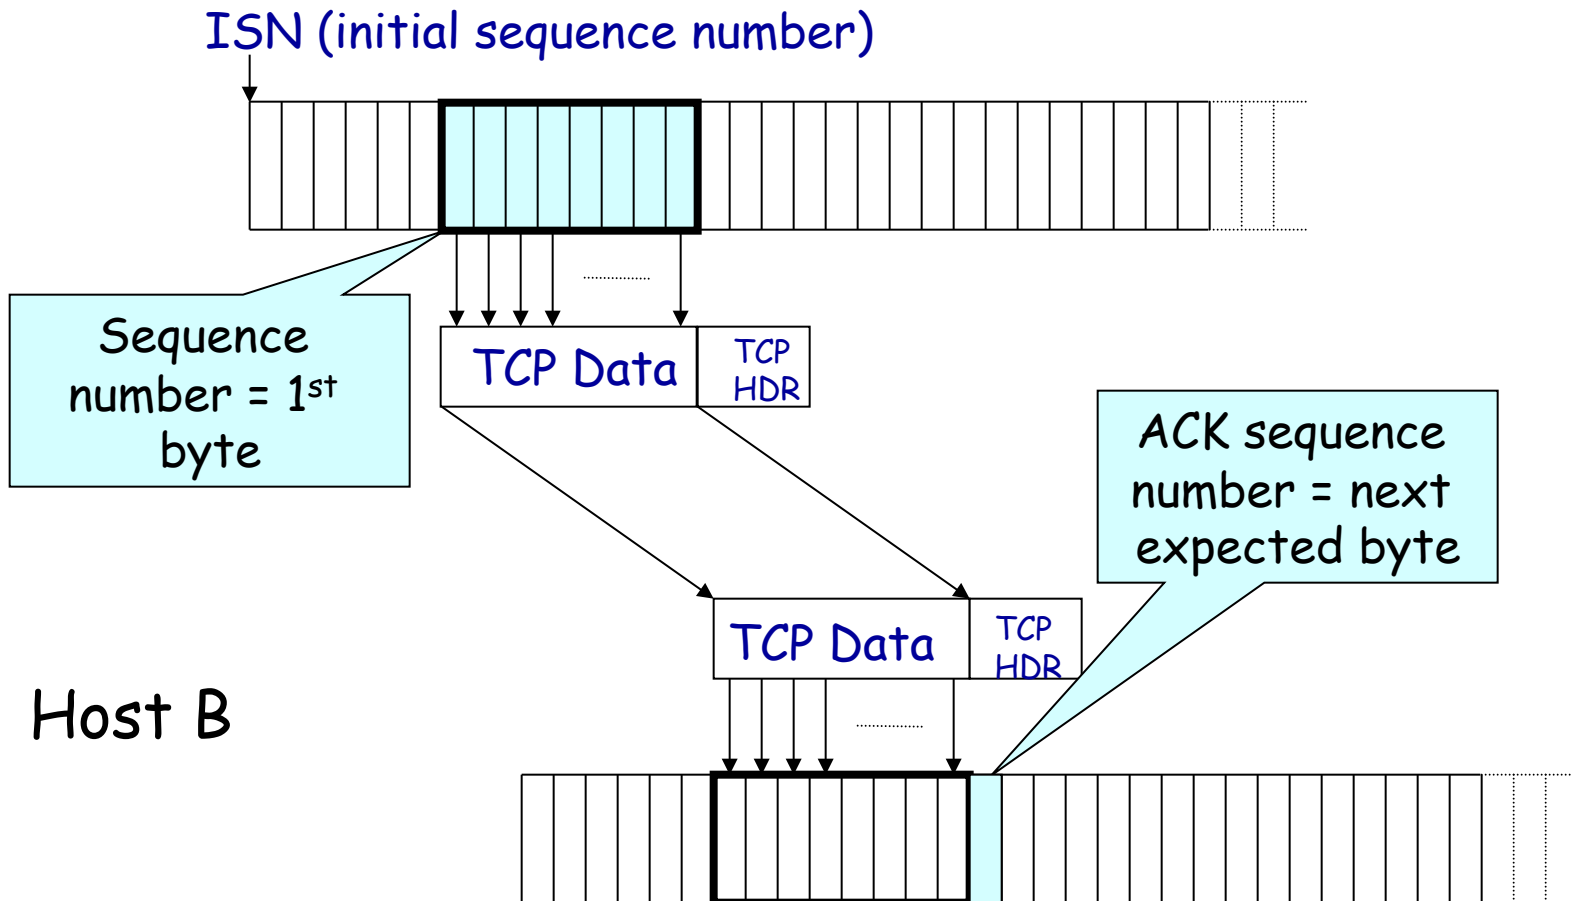 ISN (initial sequence number)
Sequence
number = 1st
byte
TCP Data
TCP
HDR
ACK sequence
number = next
expected byte
TCP Data
TCP
HDR
Host B